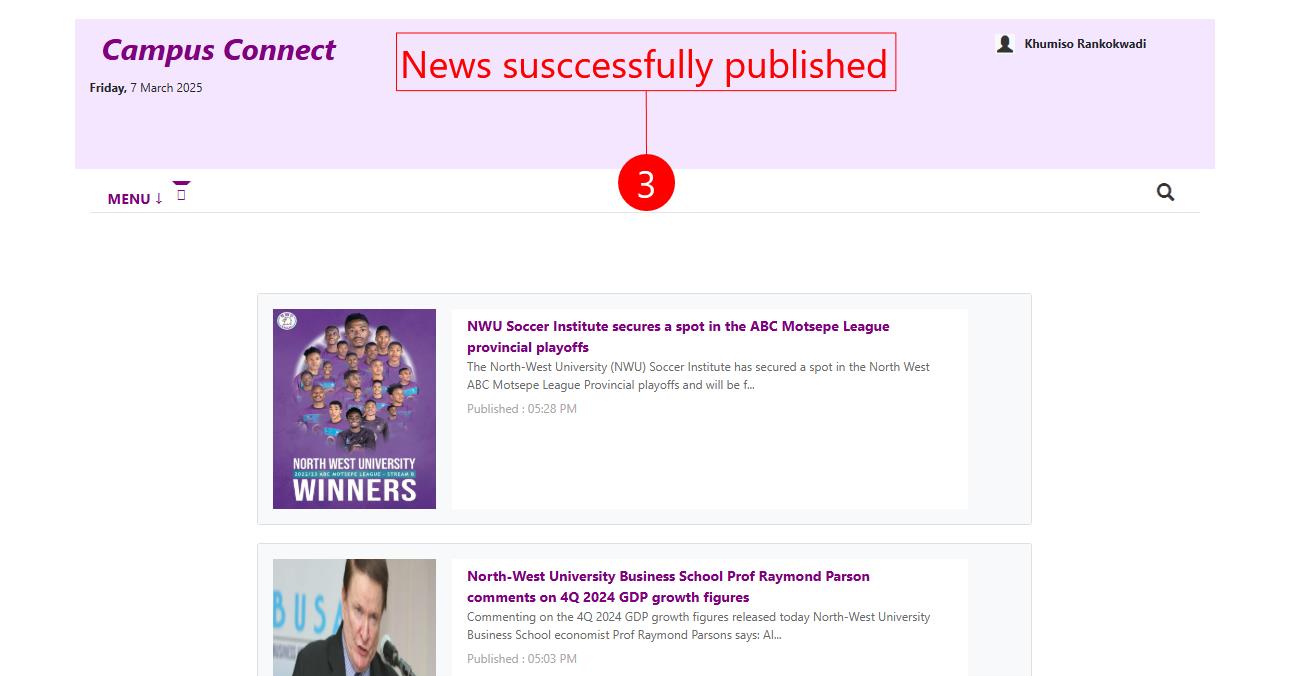 Campus Connect
News susccessfully published
Khumiso Rankokwadi
Friday, 7 March 2025
3
MENU ↓
NWU Soccer Institute secures a spot in the ABC Motsepe League
provincial playoffs
The North-West University (NWU) Soccer Institute has secured a spot in the North West
ABC Motsepe League Provincial playoffs and will be f...
Published : 05:28 PM
NORTH WEST UNIVERSITY
2022/23 ABC MOTSEPE LEAGUE - STREAM B
WINNERS
North-West University Business School Prof Raymond Parson
comments on 4Q 2024 GDP growth figures
Commenting on the 4Q 2024 GDP growth figures released today North-West University
Business School economist Prof Raymond Parsons says: Al...
Published : 05:03 PM
BUSA